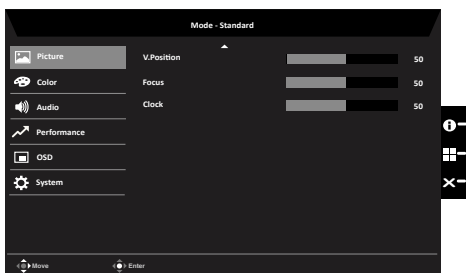 Mode - Standard
Picture
V.Position 50
Color
Focus 50
Audio
Clock 50
Performance
OSD
System
Move Enter